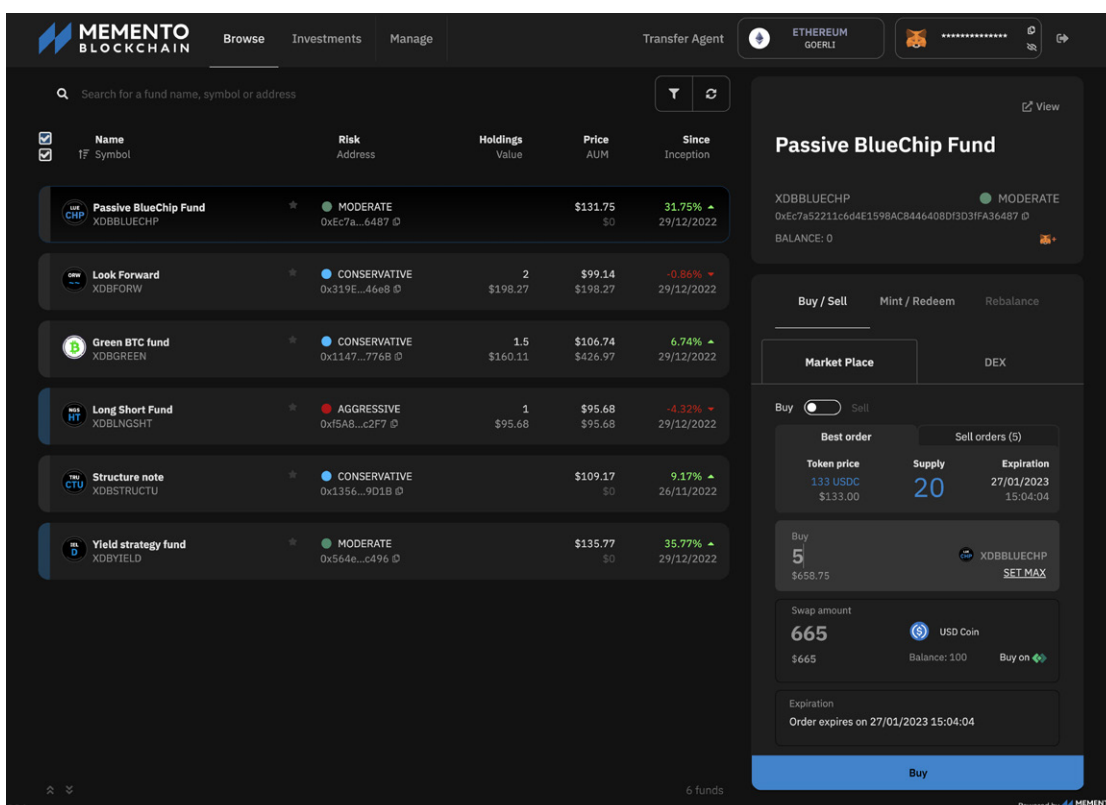 MEMENTO
BLOCKCHAIN
Browse
Investments
Manage
Transfer Agent
ETHEREUM
GOERLI
**************
Search for a fund name, symbol or address
Name
Symbol
Risk
Address
Holdings
Value
Price
AUM
Since
Inception
Passive BlueChip Fund
XDBBLUECHP
MODERATE
0xEc7a...6487
$131.75
$0
31.75%
29/12/2022
Look Forward
XDBFORW
CONSERVATIVE
0x319E...46e8
2
$198.27
$99.14
$198.27
-0.86%
29/12/2022
Green BTC fund
XDBGREEN
CONSERVATIVE
0x1147...776B
1.5
$160.11
$106.74
$426.97
6.74%
29/12/2022
Long Short Fund
XDBLNGSHT
AGGRESSIVE
0xf5A8...c2F7
1
$95.68
$95.68
$95.68
-4.32%
29/12/2022
Structure note
XDBSTRUCTU
CONSERVATIVE
0x1356...9D1B
$109.17
$0
9.17%
26/11/2022
Yield strategy fund
XDBYIELD
MODERATE
0x564e...c496
$135.77
$0
35.77%
29/12/2022
6 funds
View
Passive BlueChip Fund
XDBBLUECHP
MODERATE
0xEc7a52211c6d4E1598AC8446408Df3D3fFA36487
BALANCE: 0
Buy / Sell
Mint / Redeem
Rebalance
Market Place
DEX
Buy
Sell
Best order
Sell orders (5)
Token price
133 USDC
$133.00
Supply
20
Expiration
27/01/2023
15:04:04
Buy
5
$658.75
XDBBLUECHP
SET MAX
Swap amount
665
$665
USD Coin
Balance: 100
Buy on
Expiration
Order expires on 27/01/2023 15:04:04
Buy